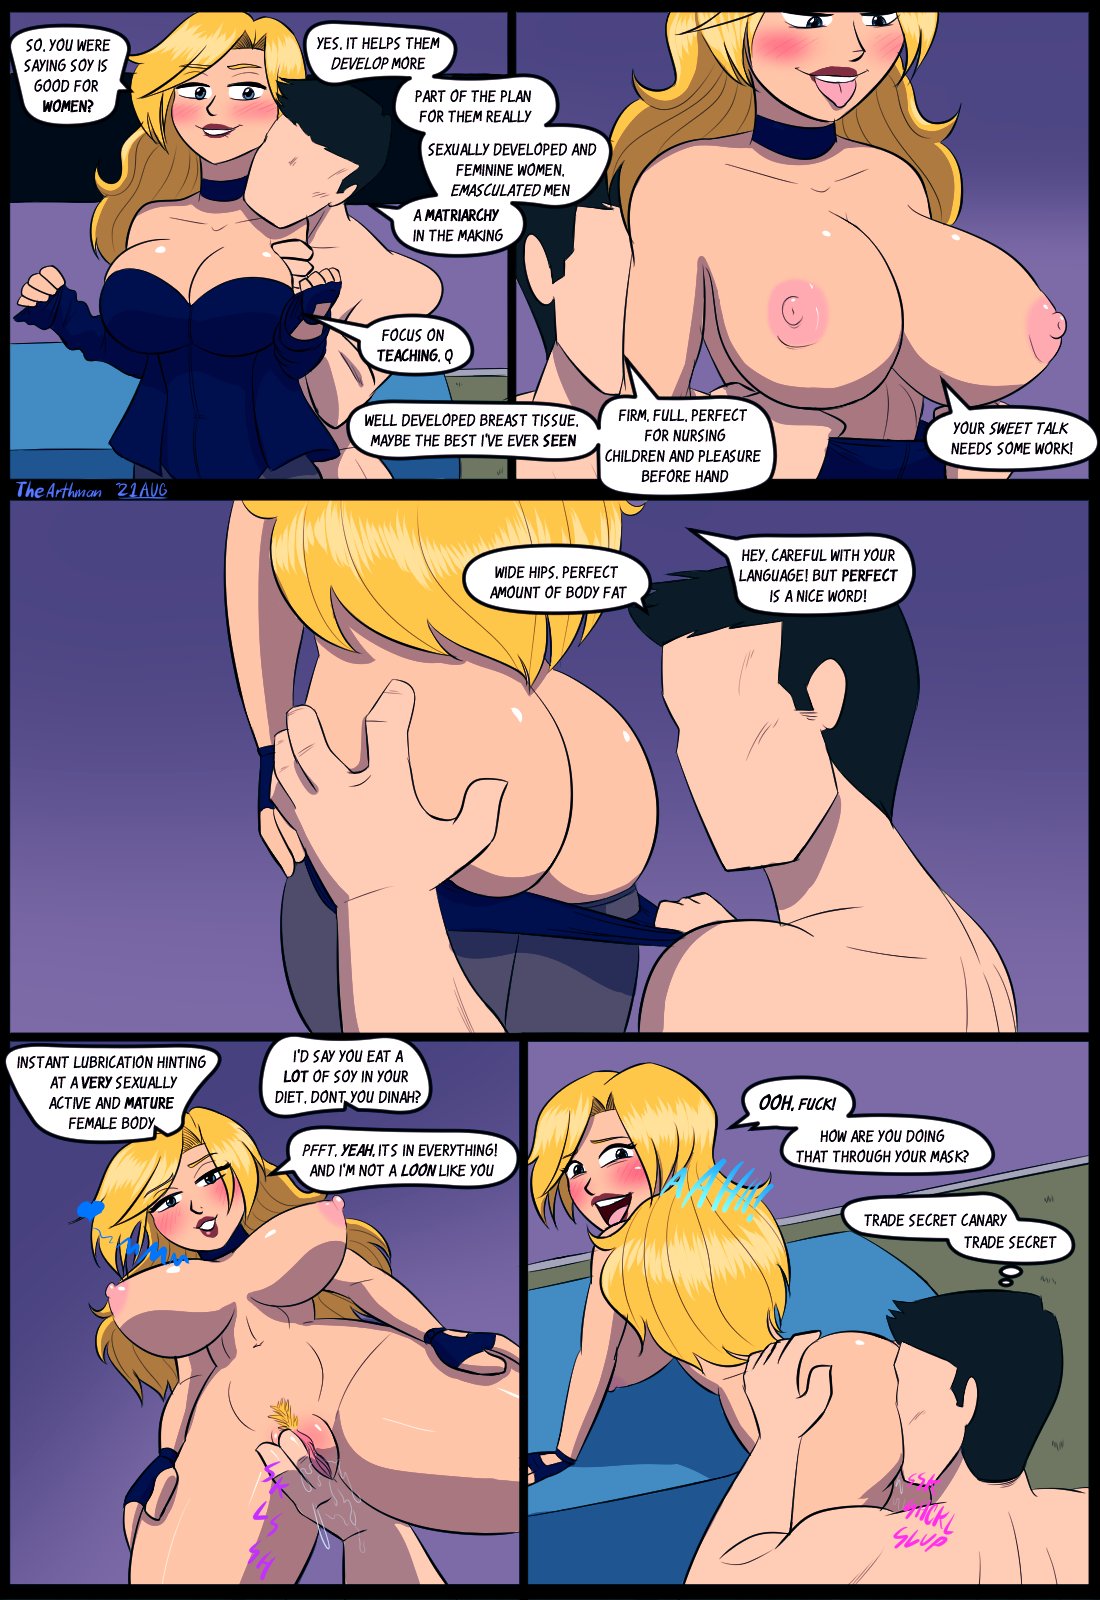 SO, YOU WERE
SAYING SOY IS
GOOD FOR
WOMEN?
YES, IT HELPS THEM
DEVELOP MORE
PART OF THE PLAN
FOR THEM REALLY
SEXUALLY DEVELOPED AND
FEMININE WOMEN,
EMASCULATED MEN
A MATRIARCHY
IN THE MAKING
FOCUS ON
TEACHING, Q
WELL DEVELOPED BREAST TISSUE,
MAYBE THE BEST I'VE EVER SEEN
FIRM, FULL, PERFECT
FOR NURSING
CHILDREN AND PLEASURE
BEFORE HAND
YOUR SWEET TALK
NEEDS SOME WORK!
The Arthman '21 AUG
WIDE HIPS, PERFECT
AMOUNT OF BODY FAT
HEY, CAREFUL WITH YOUR
LANGUAGE! BUT PERFECT
IS A NICE WORD!
INSTANT LUBRICATION HINTING
AT A VERY SEXUALLY
ACTIVE AND MATURE
FEMALE BODY
I'D SAY YOU EAT A
LOT OF SOY IN YOUR
DIET, DONT YOU DINAH?
PFFT, YEAH, ITS IN EVERYTHING!
AND I'M NOT A LOON LIKE YOU
OOH, FUCK!
HOW ARE YOU DOING
THAT THROUGH YOUR MASK?
AAHH!!
TRADE SECRET CANARY
TRADE SECRET
SLUP